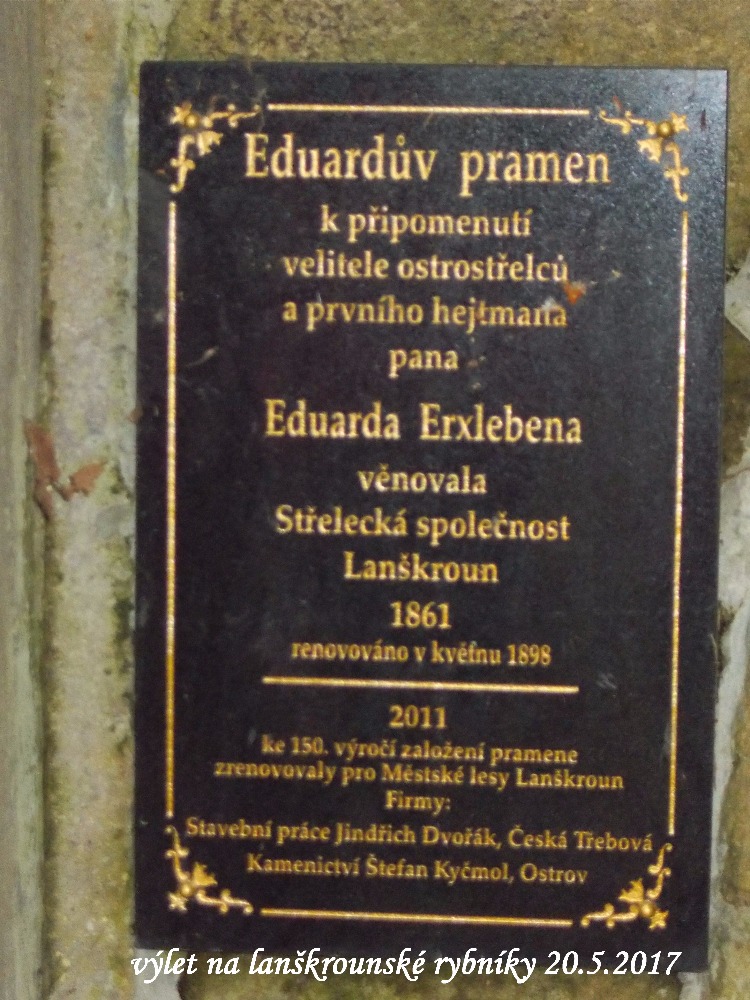 Eduardův pramen
k připomenutí
velitele ostrostřelců
a prvního hejtmana
pana
Eduarda Erxlebena
věnovala
Střelecká společnost
Lanškroun
1861
renovováno v květnu 1898
2011
ke 150. výročí založení pramene
zrenovovaly pro Městské lesy Lanškroun
Firmy:
Stavební práce Jindřich Dvořák, Česká Třebová
Kamenictví Štefan Kyčmol, Ostrov
výlet na lanškrounské rybníky 20.5.2017